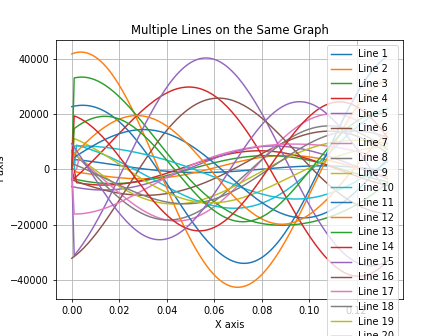 Multiple Lines on the Same Graph
40000
20000
0
−20000
−40000
0.00
0.02
0.04
0.06
0.08
0.10
X axis
Line 1
Line 2
Line 3
Line 4
Line 5
Line 6
Line 7
Line 8
Line 9
Line 10
Line 11
Line 12
Line 13
Line 14
Line 15
Line 16
Line 17
Line 18
Line 19
Line 20